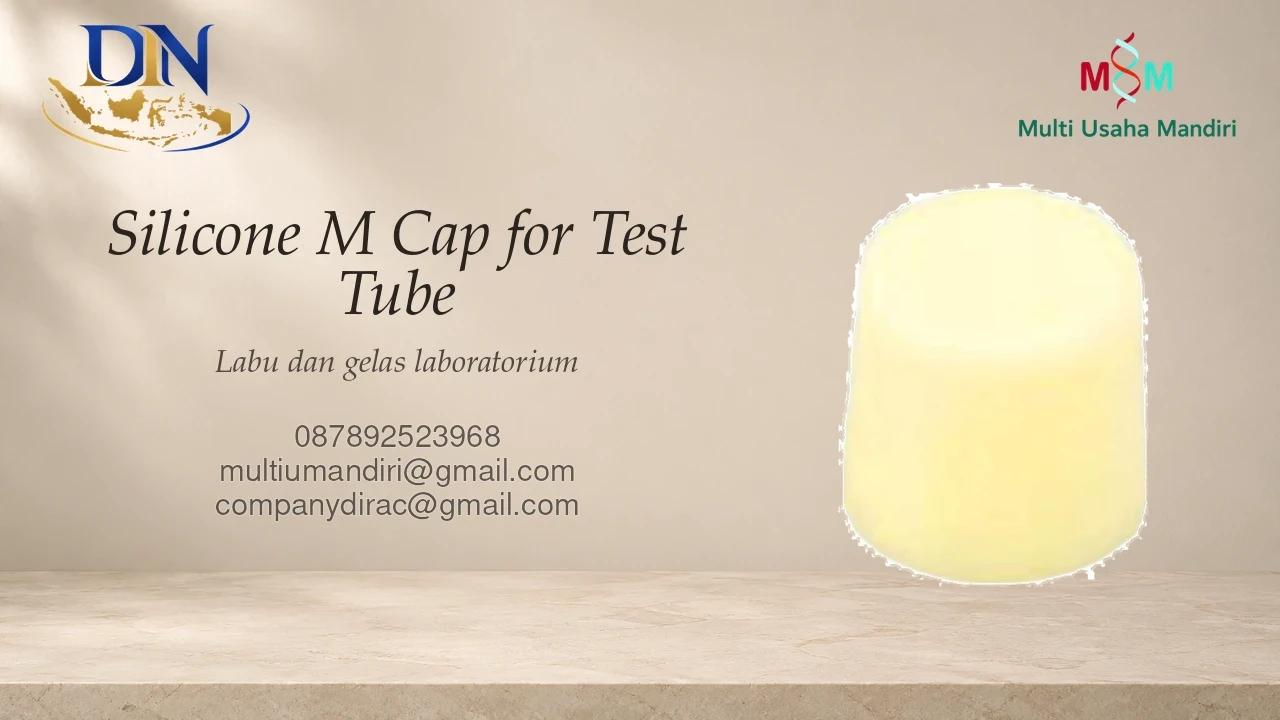 DIN
M M
Multi Usaha Mandiri
Silicone M Cap for Test
Tube
Labu dan gelas laboratorium
087892523968
multiumandiri@gmail.com
companydirac@gmail.com